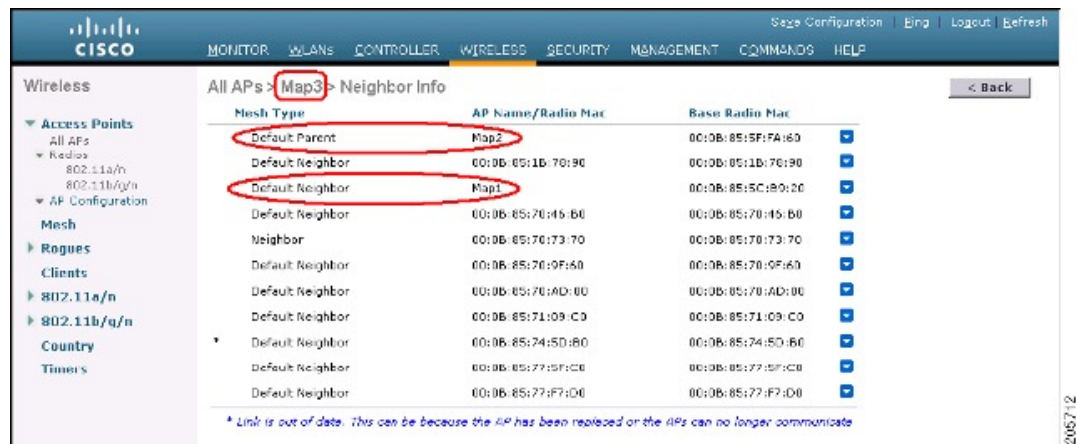 Save Configuration | Ping | Logout | Refresh
CISCO
MONITOR WLANs CONTROLLER WIRELESS SECURITY MANAGEMENT COMMANDS HELP
Wireless
Access Points
All APs
Radios
802.11a/n
802.11b/g/n
AP Configuration
Mesh
Rogues
Clients
802.11a/n
802.11b/g/n
Country
Timers
All APs > Map3 > Neighbor Info
< Back
Mesh Type AP Name/Radio Mac Base Radio Mac
Default Parent Map2 00:0B:85:5F:FA:60
Default Neighbor 00:0B:85:1B:78:90 00:0B:85:1B:78:90
Default Neighbor Map1 00:0B:85:5C:B9:20
Default Neighbor 00:0B:85:70:46:B0 00:0B:85:70:46:B0
Neighbor 00:0B:85:70:73:70 00:0B:85:70:73:70
Default Neighbor 00:0B:85:70:9F:60 00:0B:85:70:9F:60
Default Neighbor 00:0B:85:70:AD:00 00:0B:85:70:AD:00
Default Neighbor 00:0B:85:71:09:C0 00:0B:85:71:09:C0
* Default Neighbor 00:0B:85:74:5D:B0 00:0B:85:74:5D:B0
Default Neighbor 00:0B:85:77:5F:C0 00:0B:85:77:5F:C0
Default Neighbor 00:0B:85:77:F7:D0 00:0B:85:77:F7:D0
* Link is out of date. This can be because the AP has been replaced or the APs can no longer communicate
205712